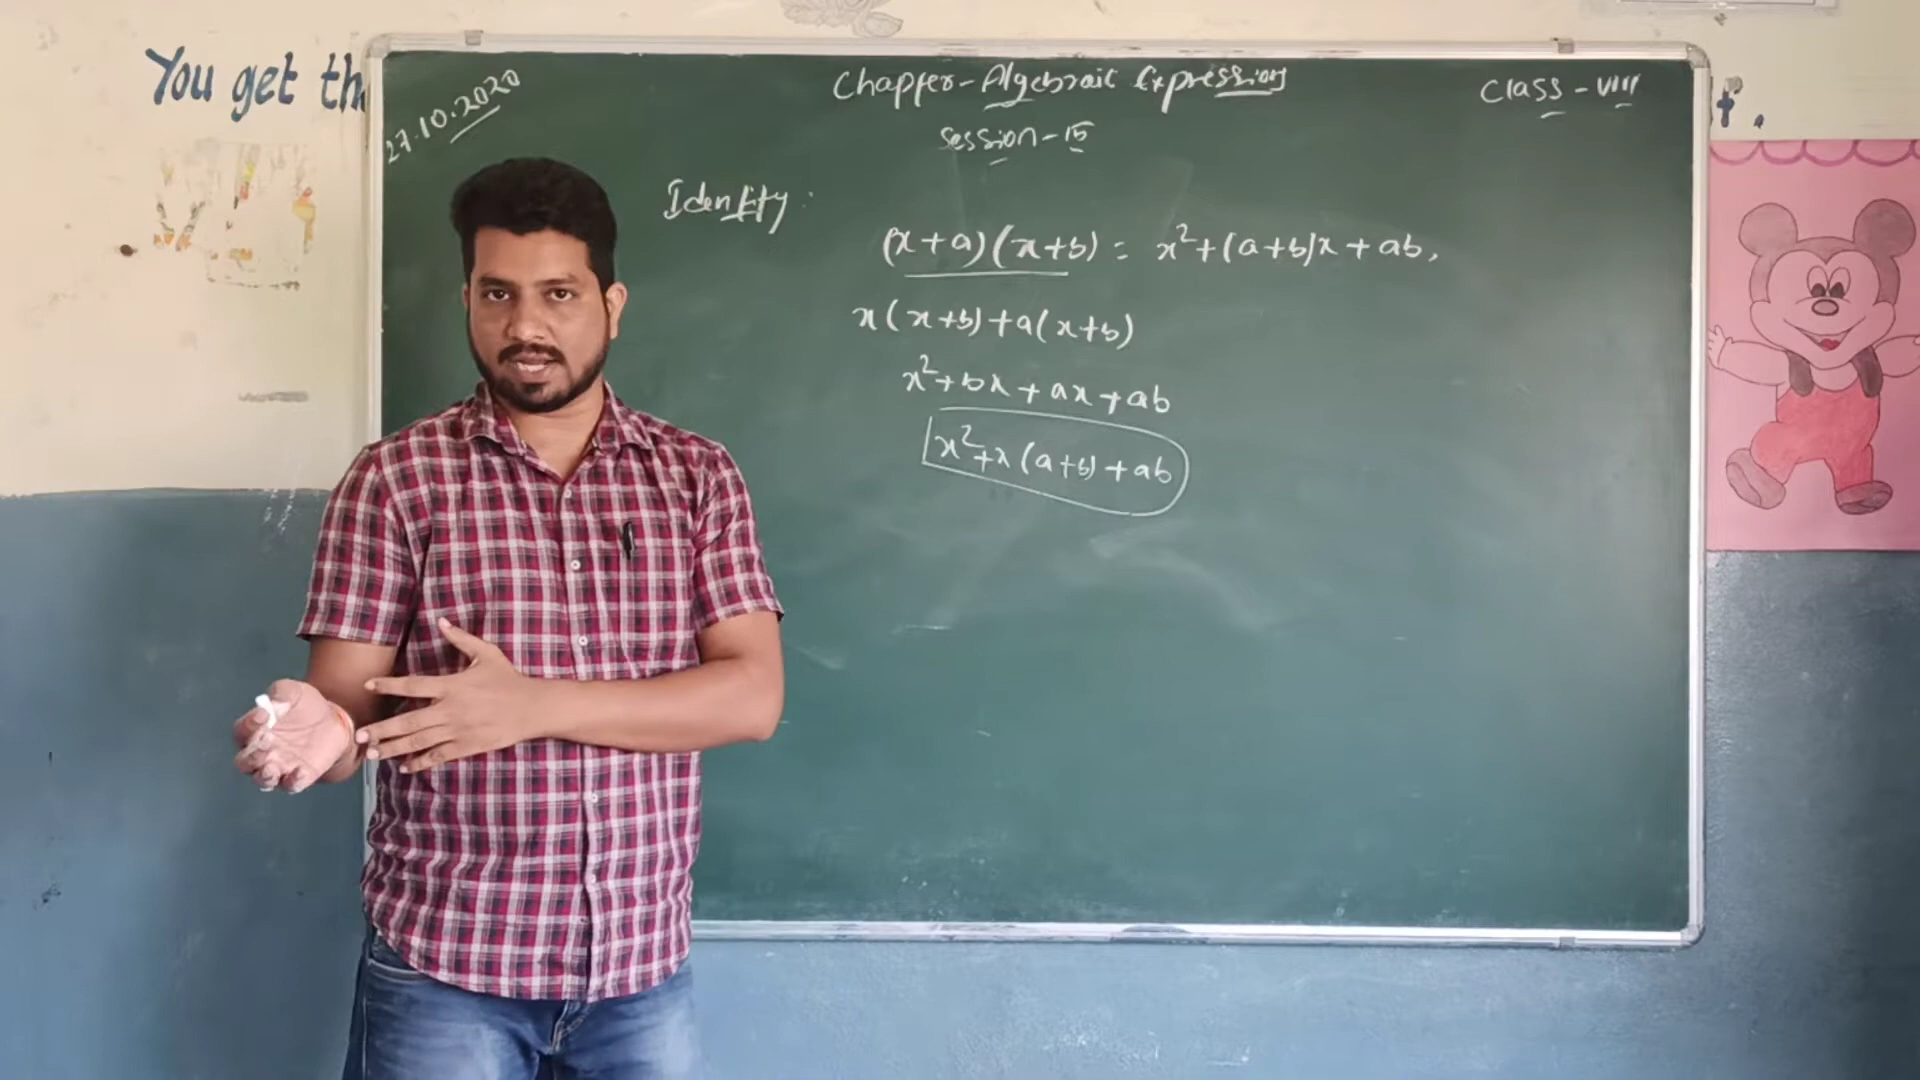 You get th
t.
27.10.2020
Chapter-Algebraic Expressions
Class-VIII
Session-15
Identity:
(x+a)(x+b) = x²+(a+b)x+ab,
x(x+b)+a(x+b)
x²+bx+ax+ab
x²+x(a+b)+ab